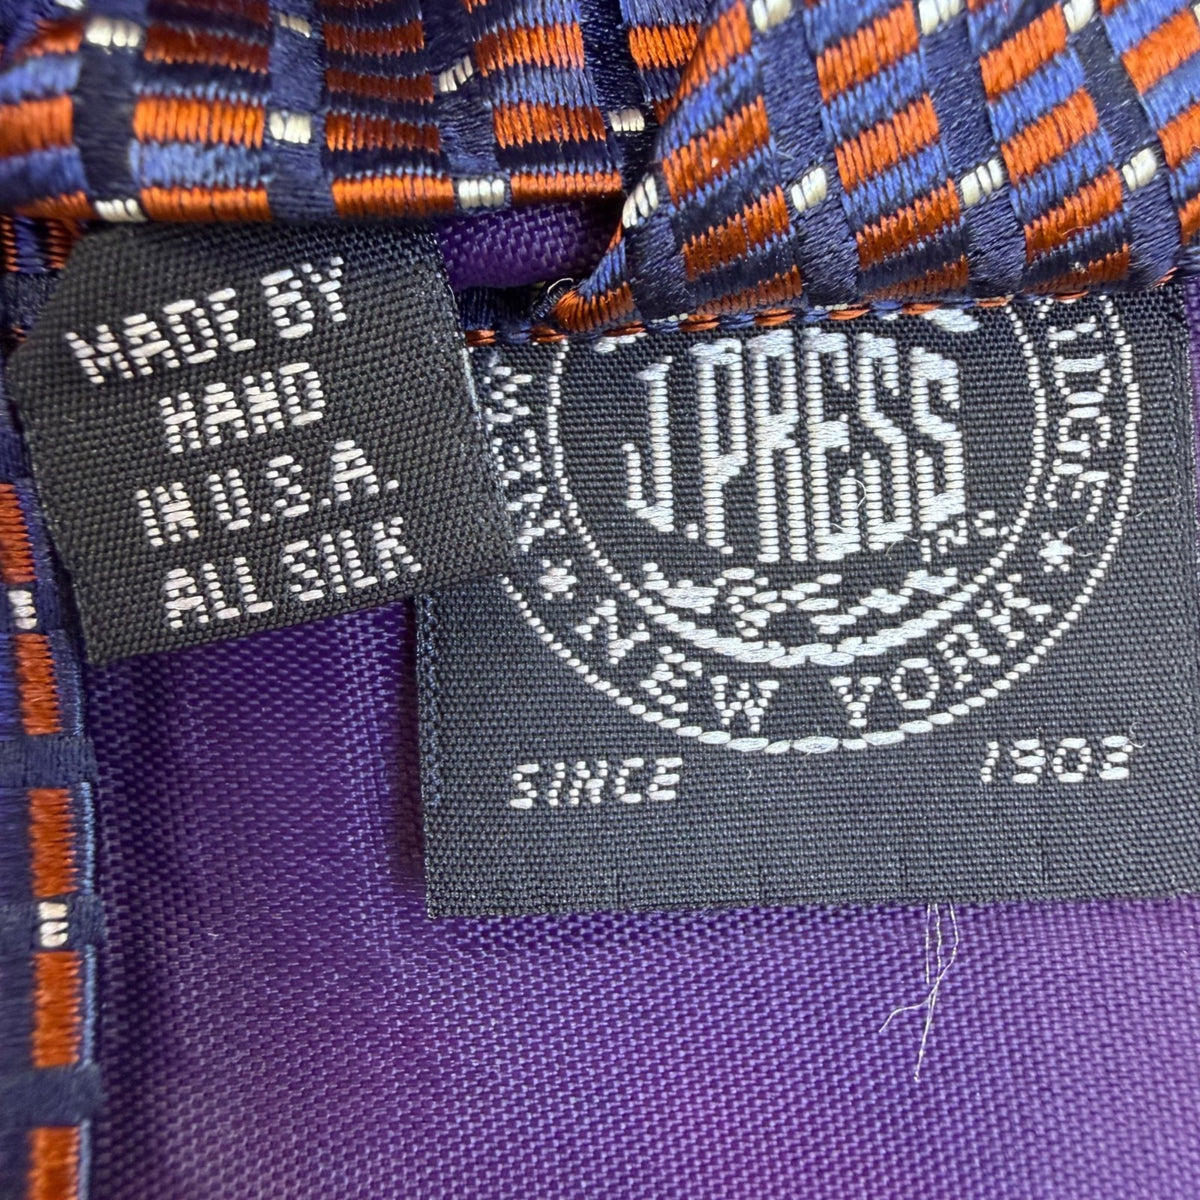 MADE BY
HAND
IN U.S.A.
ALL SILK
J. PRESS
INC.
NEW YORK
SINCE 1902